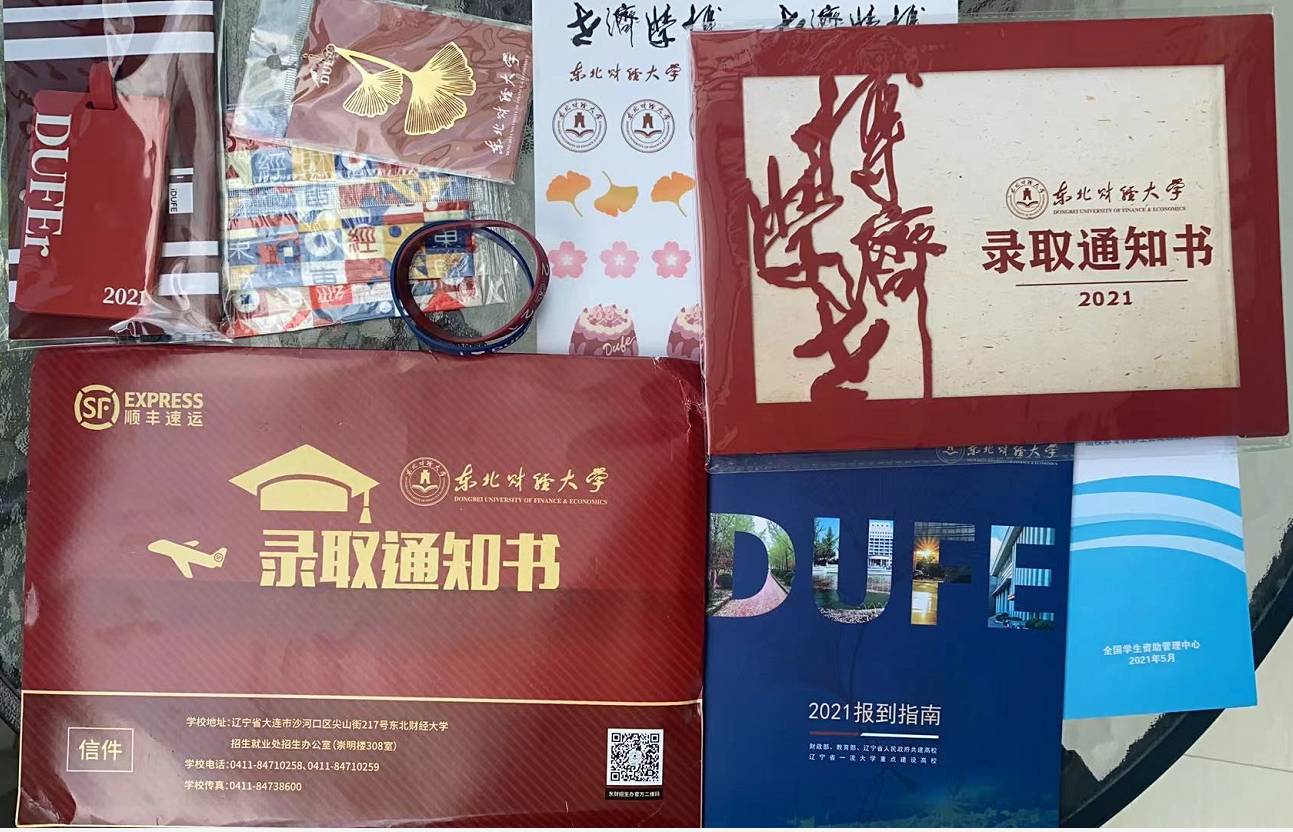 DUFEr
2021
DUFE
DUFE
东北财经大学
东北财经大学
Dufe
东北财经大学
DONGBEI UNIVERSITY OF FINANCE & ECONOMICS
录取通知书
2021
SF EXPRESS
顺丰速运
东北财经大学
DONGBEI UNIVERSITY OF FINANCE & ECONOMICS
录取通知书
信件
学校地址:辽宁省大连市沙河口区尖山街217号东北财经大学
招生就业处招生办公室(崇明楼308室)
学校电话:0411-84710258、0411-84710259
学校传真:0411-84738600
东财招生办官方二维码
DUFE
2021报到指南
财政部、教育部、辽宁省人民政府共建高校
辽宁省一流大学重点建设高校
全国学生资助管理中心
2021年5月